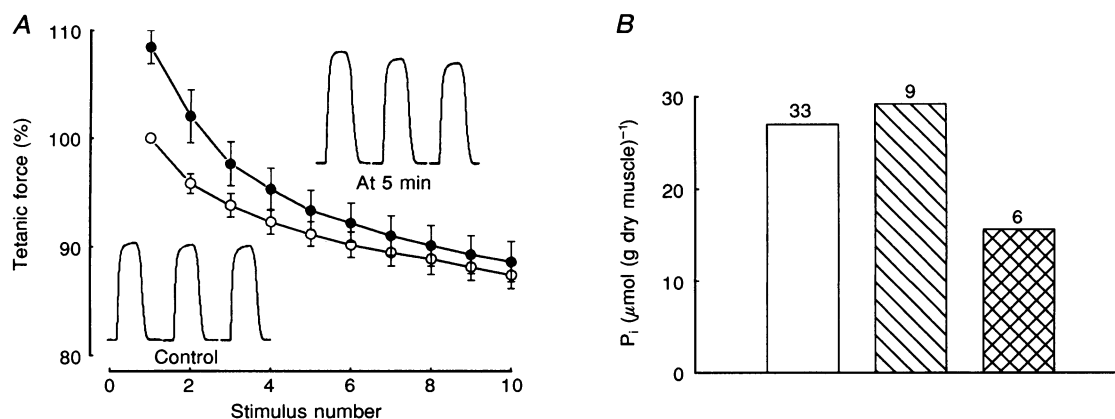 A
110
100
90
80
Tetanic force (%)
At 5 min
Control
0 2 4 6 8 10
Stimulus number
B
30
20
10
0
Pᵢ (μmol (g dry muscle)⁻¹
33
9
6